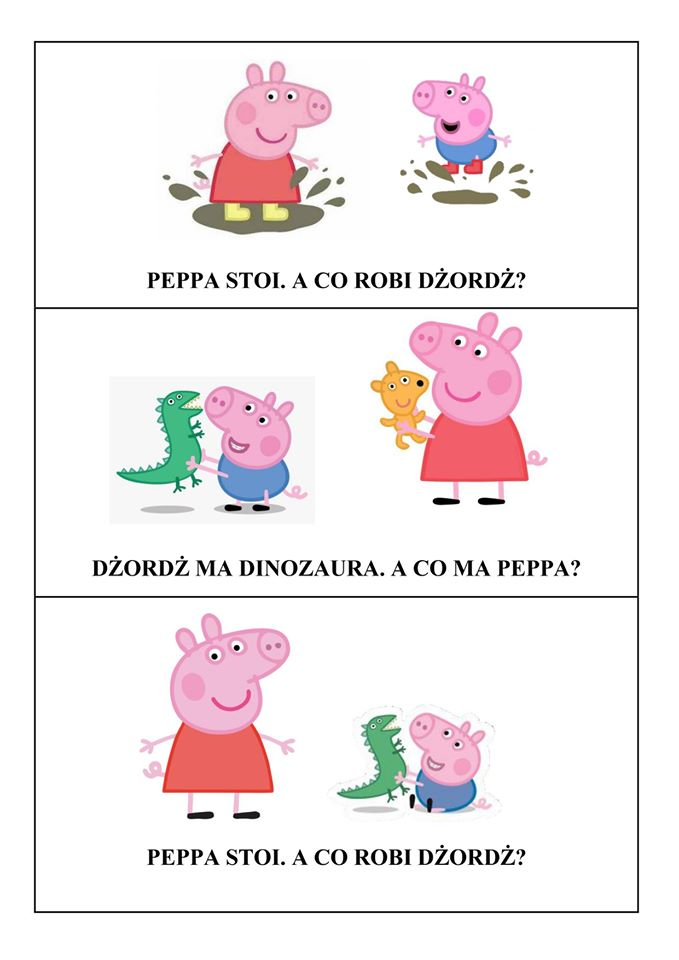 PEPPA STOI. A CO ROBI DŻORDŻ?
DŻORDŻ MA DINOZAURA. A CO MA PEPPA?
PEPPA STOI. A CO ROBI DŻORDŻ?